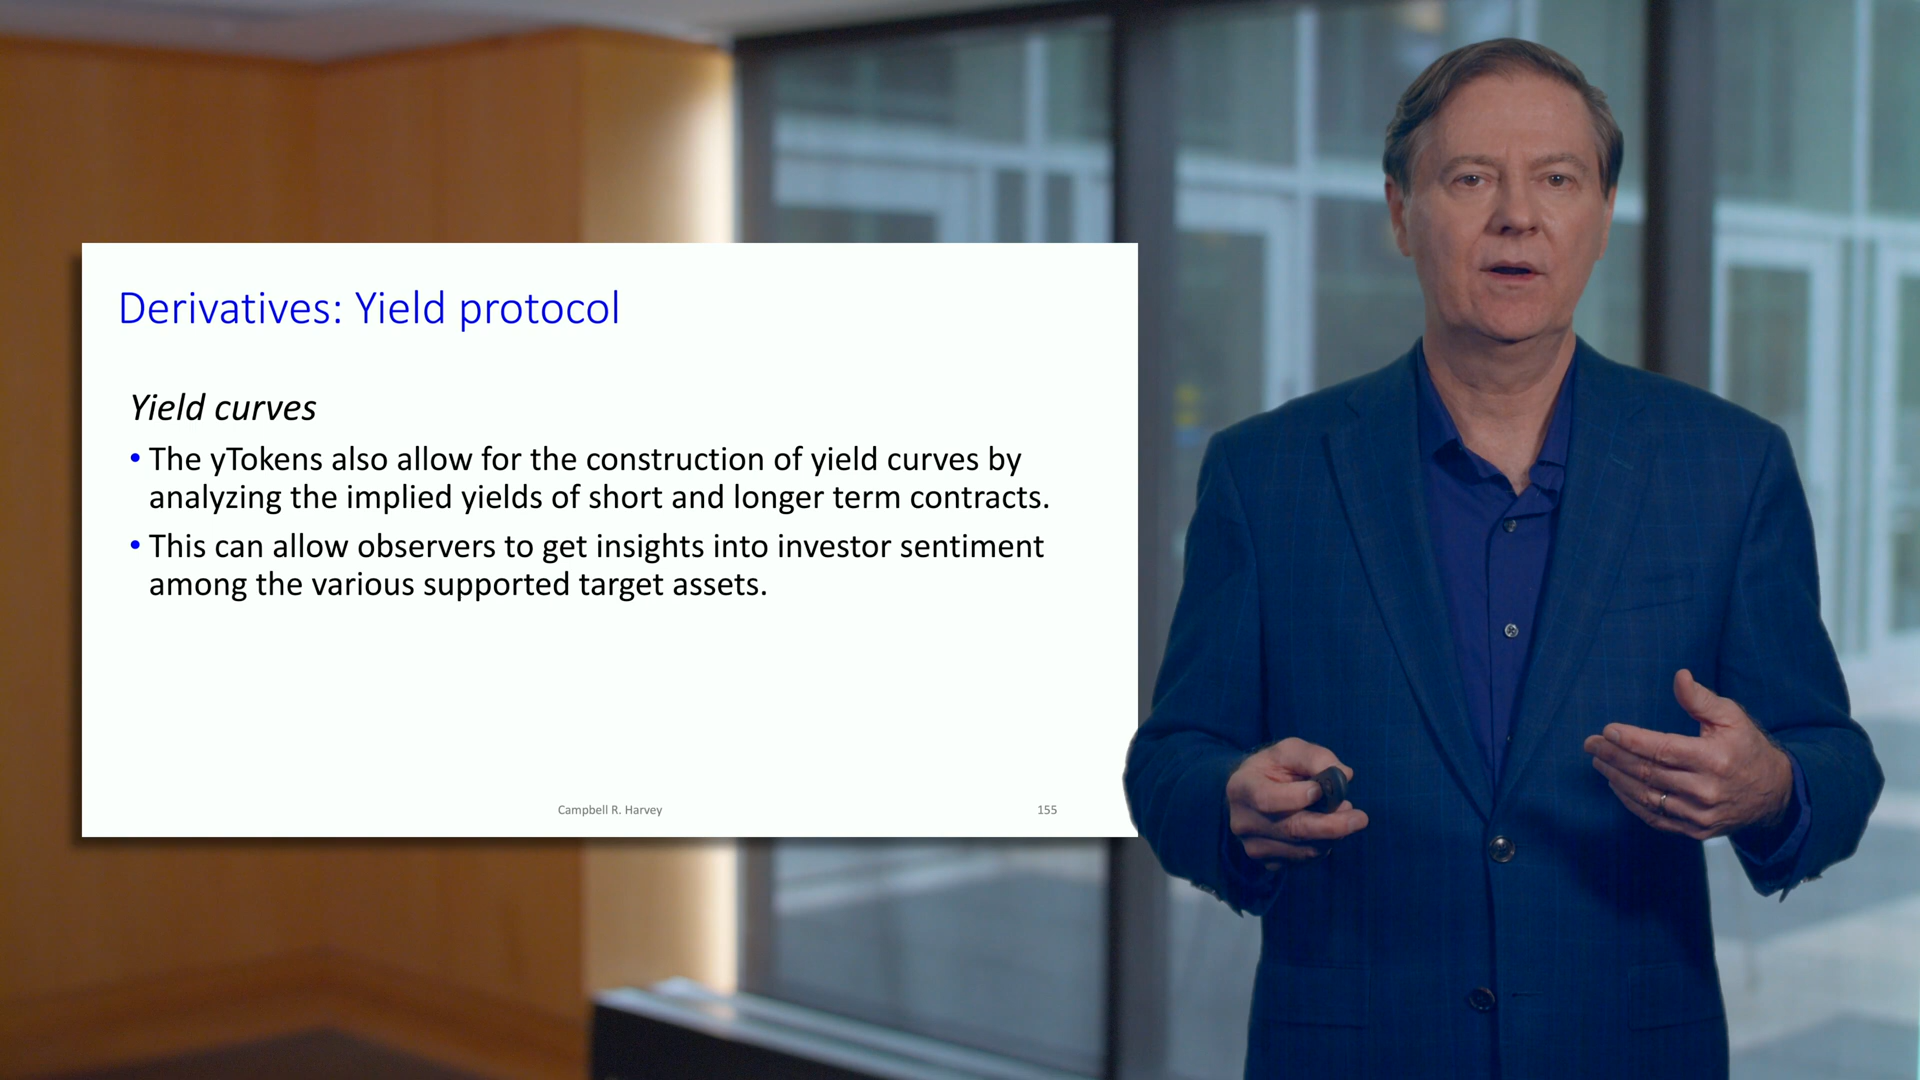 Derivatives: Yield protocol
Yield curves
• The yTokens also allow for the construction of yield curves by
analyzing the implied yields of short and longer term contracts.
• This can allow observers to get insights into investor sentiment
among the various supported target assets.
Campbell R. Harvey
155